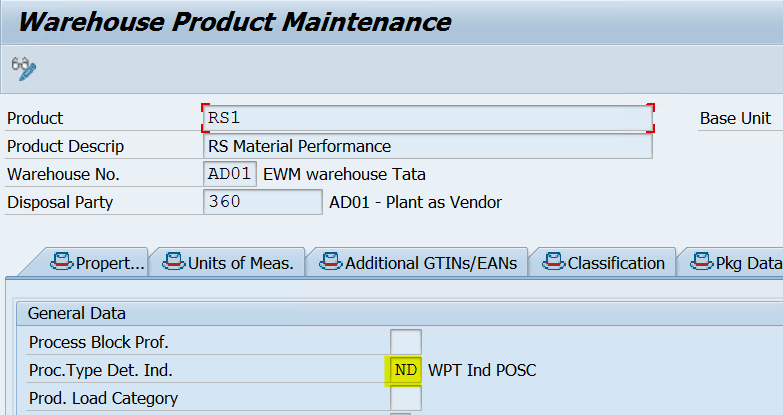 Warehouse Product Maintenance
Product RS1 Base Unit
Product Descrip RS Material Performance
Warehouse No. AD01 EWM warehouse Tata
Disposal Party 360 AD01 - Plant as Vendor
Propert... Units of Meas. Additional GTINs/EANs Classification Pkg Data
General Data
Process Block Prof.
Proc.Type Det. Ind. ND WPT Ind POSC
Prod. Load Category